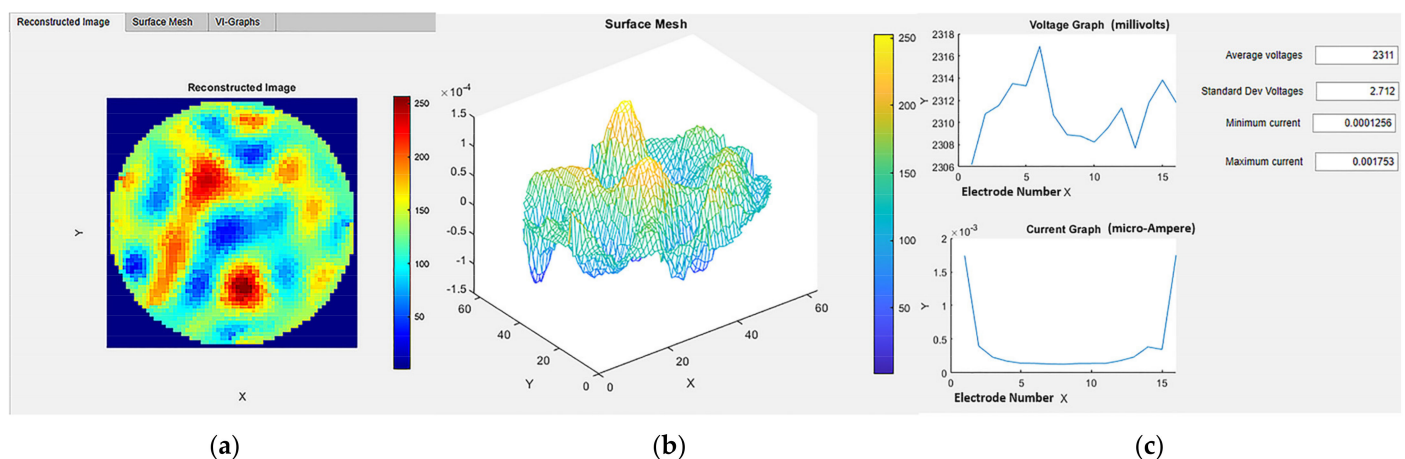 Reconstructed Image Surface Mesh VI-Graphs
Reconstructed Image
250
200
150
100
50
Y
X
(a)
Surface Mesh
×10⁻⁴
1.5
1
0.5
0
-0.5
-1
-1.5
60
40
20
0
0
20
40
60
Y
X
250
200
150
100
50
(b)
Voltage Graph (millivolts)
2318
2316
2314
2312
2310
2308
2306
Y
0 5 10 15
Electrode Number X
Average voltages 2311
Standard Dev Voltages 2.712
Minimum current 0.0001256
Maximum current 0.001753
×10⁻³
Current Graph (micro-Ampere)
2
1.5
1
0.5
0
Y
0 5 10 15
Electrode Number X
(c)